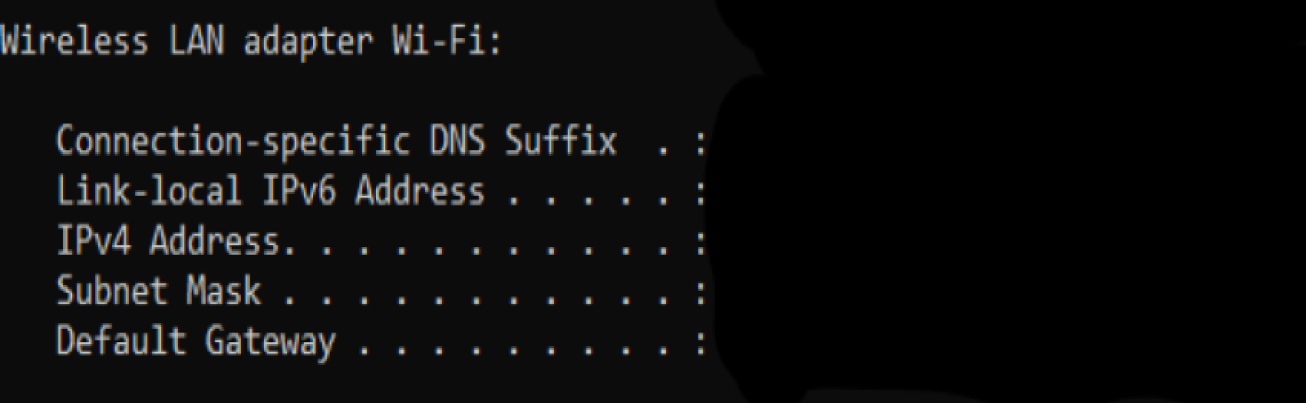 Wireless LAN adapter Wi-Fi:
Connection-specific DNS Suffix  . :
Link-local IPv6 Address . . . . . :
IPv4 Address. . . . . . . . . . . :
Subnet Mask . . . . . . . . . . . :
Default Gateway . . . . . . . . . :